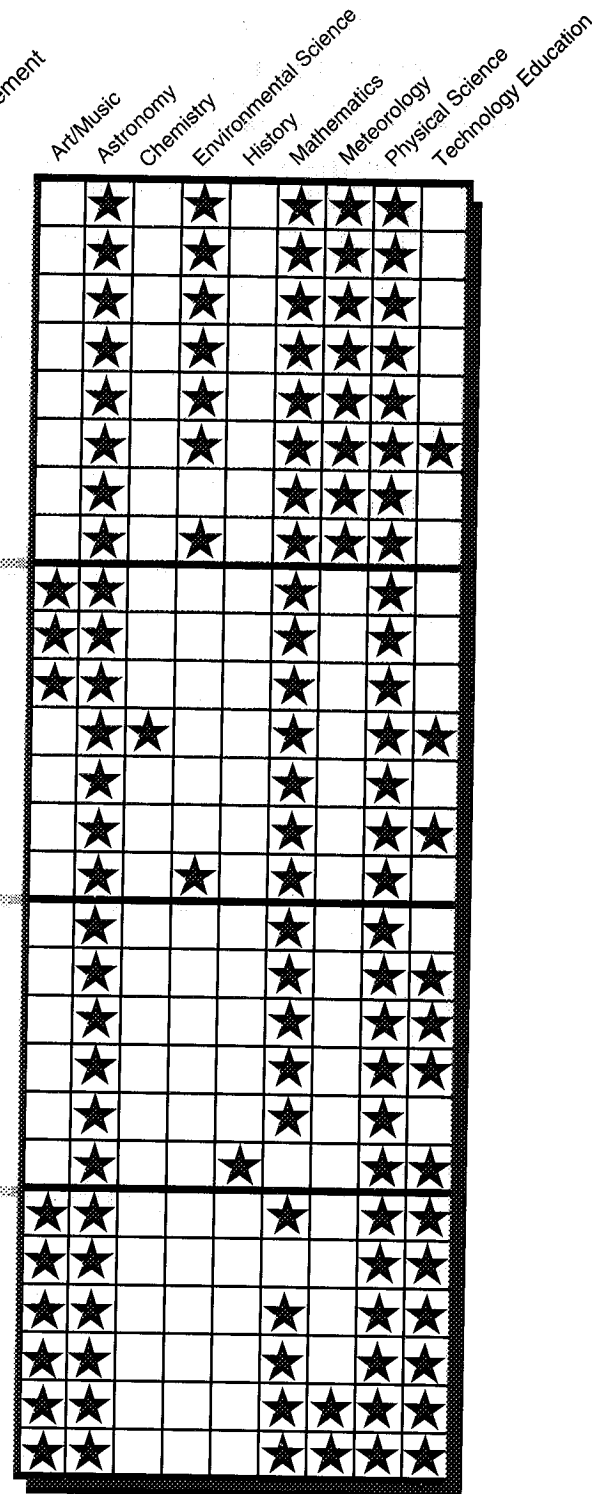 Art/Music
Astronomy
Chemistry
Environmental Science
History
Mathematics
Meteorology
Physical Science
Technology Education